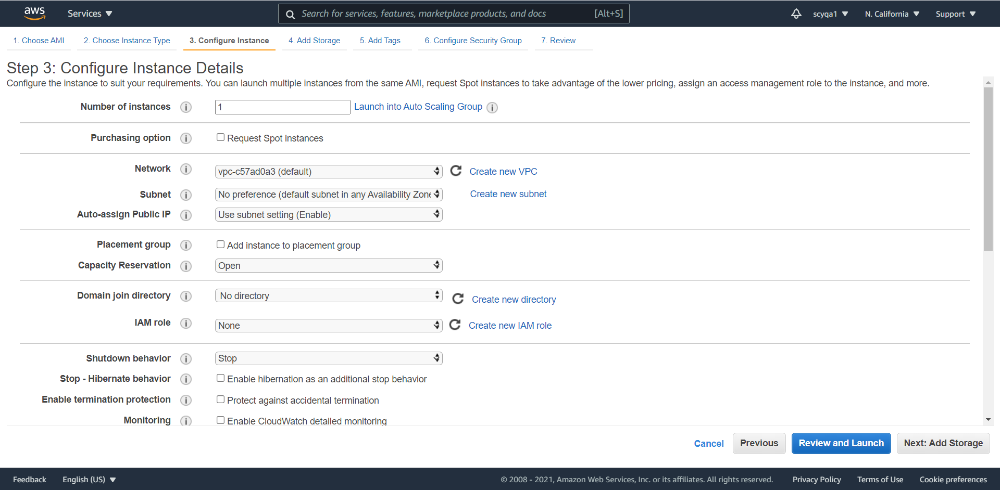 aws Services Search for services, features, marketplace products, and docs [Alt+S] scyqa1 N. California Support
1. Choose AMI 2. Choose Instance Type 3. Configure Instance 4. Add Storage 5. Add Tags 6. Configure Security Group 7. Review
Step 3: Configure Instance Details
Configure the instance to suit your requirements. You can launch multiple instances from the same AMI, request Spot instances to take advantage of the lower pricing, assign an access management role to the instance, and more.
Number of instances i 1 Launch into Auto Scaling Group i
Purchasing option i Request Spot instances
Network i vpc-c57ad0a3 (default) Create new VPC
Subnet i No preference (default subnet in any Availability Zone Create new subnet
Auto-assign Public IP i Use subnet setting (Enable)
Placement group i Add instance to placement group
Capacity Reservation i Open
Domain join directory i No directory Create new directory
IAM role i None Create new IAM role
Shutdown behavior i Stop
Stop - Hibernate behavior i Enable hibernation as an additional stop behavior
Enable termination protection i Protect against accidental termination
Monitoring i Enable CloudWatch detailed monitoring
Cancel Previous Review and Launch Next: Add Storage
Feedback English (US) © 2008 - 2021, Amazon Web Services, Inc. or its affiliates. All rights reserved. Privacy Policy Terms of Use Cookie preferences